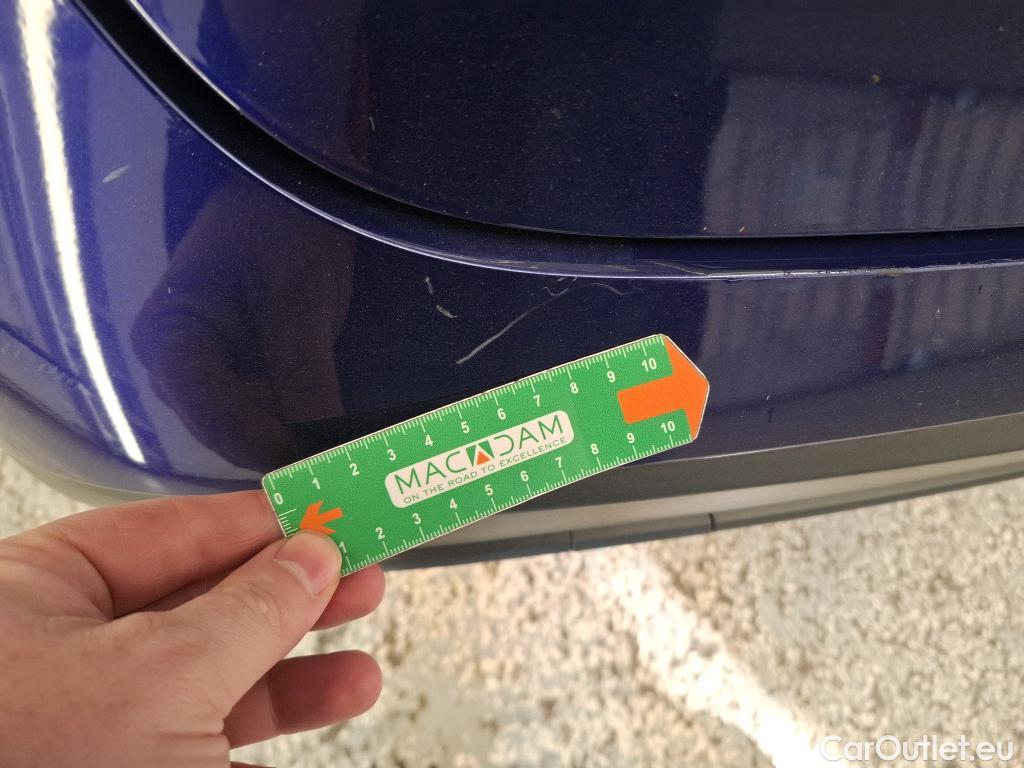 0 1 2 3 4 5 6 7 8 9 10
MACADAM
ON THE ROAD TO EXCELLENCE
1 2 3 4 5 6 7 8 9 10
CarOutlet.eu